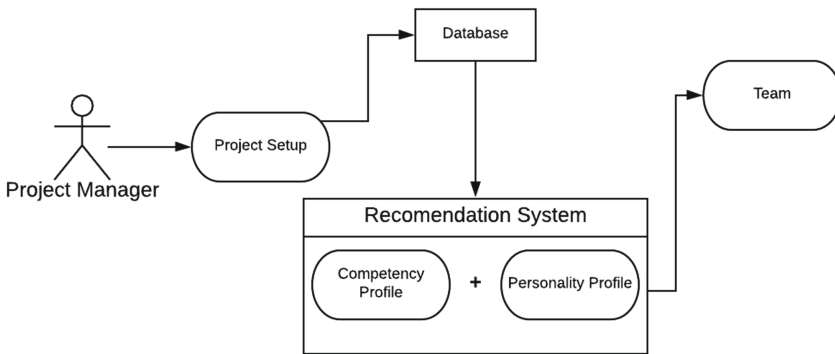 Database
Team
Project Setup
Project Manager
Recomendation System
Competency
Profile
+
Personality Profile